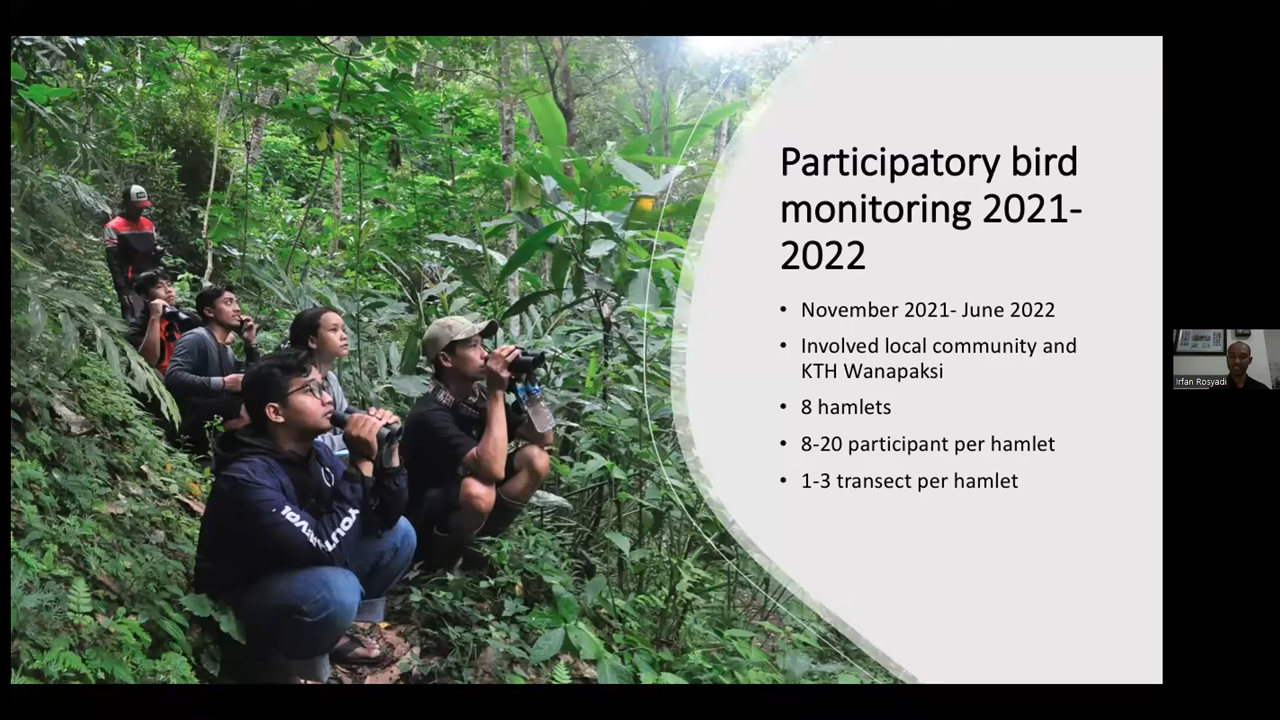 Participatory bird
monitoring 2021-
2022
• November 2021- June 2022
• Involved local community and
KTH Wanapaksi
• 8 hamlets
• 8-20 participant per hamlet
• 1-3 transect per hamlet
Irfan Rosyadi